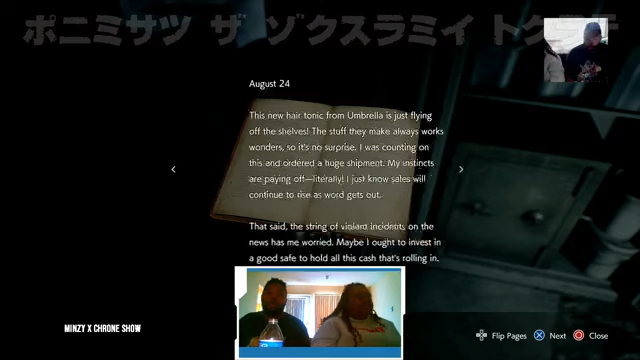 ポニミサツ ザ ゾクスラミイ トク
August 24
This new hair tonic from Umbrella is just flying
off the shelves! The stuff they make always works
wonders, so it's no surprise. I was counting on
this and ordered a huge shipment. My instincts
are paying off—literally! I just know sales will
continue to rise as word gets out.
That said, the string of violent incidents on the
news has me worried. Maybe I ought to invest in
a good safe to hold all this cash that's rolling in.
MINZY X CHRONE SHOW
Flip Pages
Next
Close